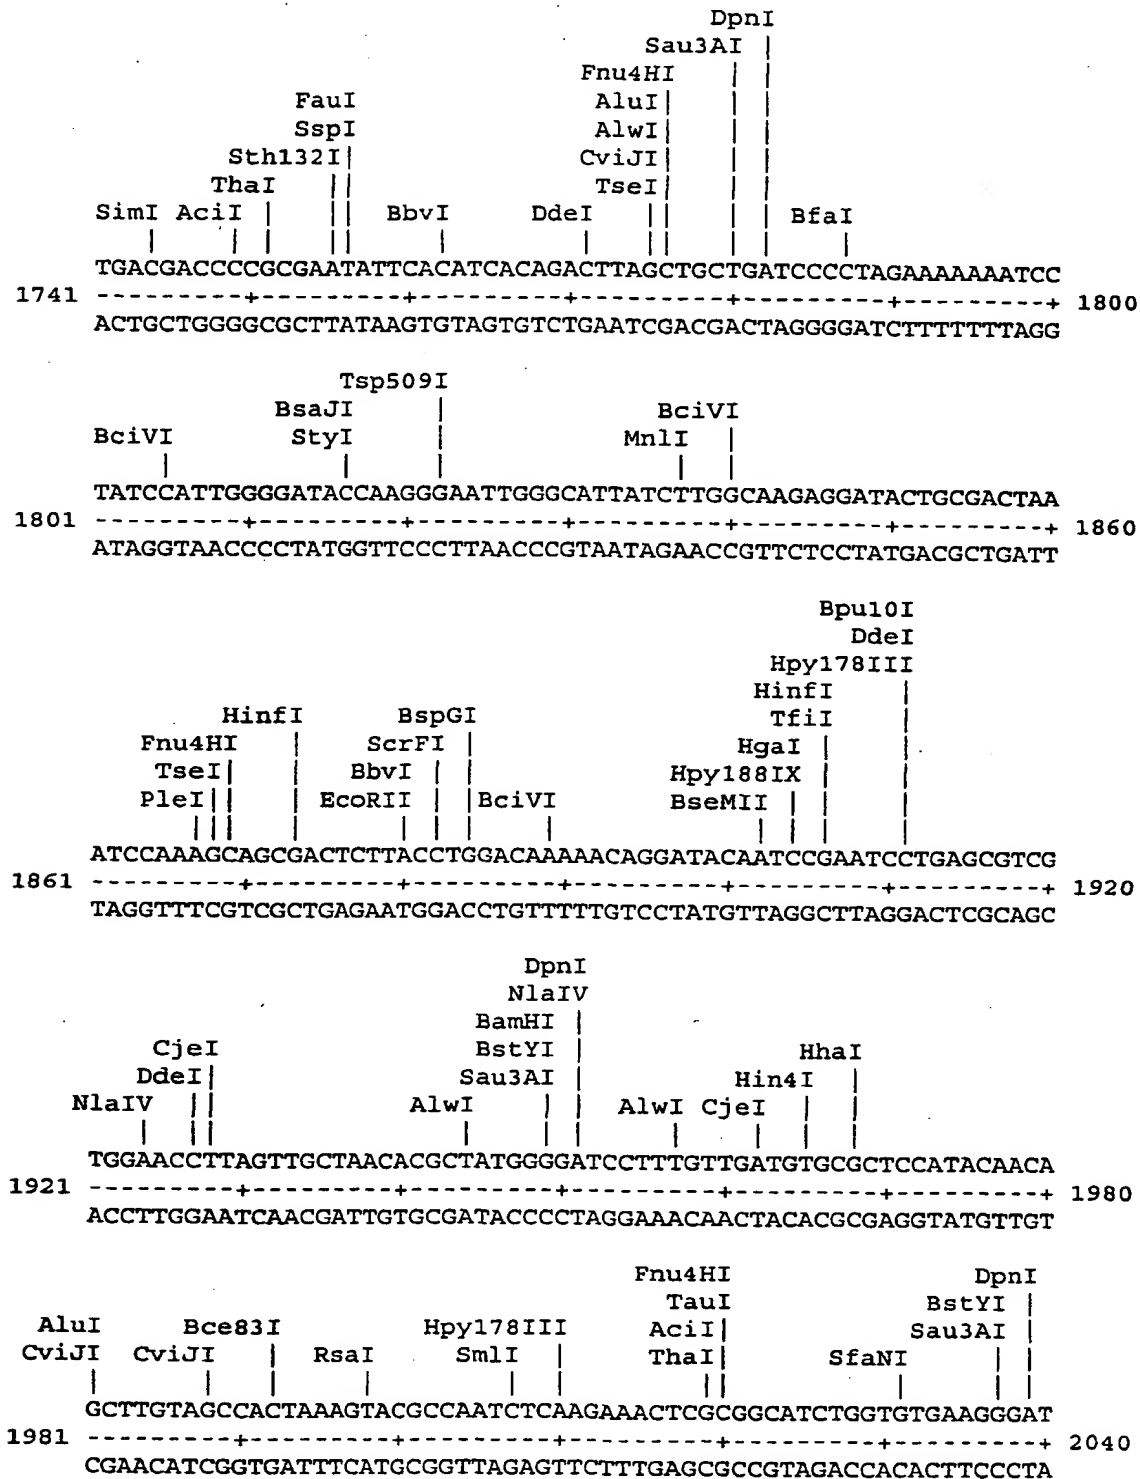 DpnI
Sau3AI
Fnu4HI
FauI AluI
SspI AlwI
Sth132I CviJI
ThaI TseI
SimI AciI BbvI DdeI BfaI
TGACGACCCCGCGAATATTCACATCACAGACTTAGCTGCTGATCCCCTAGAAAAAAATCC
1741 ---------+---------+---------+---------+---------+---------+ 1800
ACTGCTGGGGCGCTTATAAGTGTAGTGTCTGAATCGACGACTAGGGGATCTTTTTTTAGG
Tsp509I
BsaJI BciVI
BciVI StyI MnlI
TATCCATTGGGGATACCAAGGGAATTGGGCATTATCTTGGCAAGAGGATACTGCGACTAA
1801 ---------+---------+---------+---------+---------+---------+ 1860
ATAGGTAACCCCTATGGTTCCCTTAACCCGTAATAGAACCGTTCTCCTATGACGCTGATT
Bpu10I
DdeI
Hpy178III
HinfI
HinfI BspGI TfiI
Fnu4HI ScrFI HgaI
TseI BbvI Hpy188IX
PleI EcoRII BciVI BseMII
ATCCAAAGCAGCGACTCTTACCTGGACAAAAACAGGATACAATCCGAATCCTGAGCGTCG
1861 ---------+---------+---------+---------+---------+---------+ 1920
TAGGTTTCGTCGCTGAGAATGGACCTGTTTTTGTCCTATGTTAGGCTTAGGACTCGCAGC
DpnI
NlaIV
BamHI
CjeI BstYI HhaI
DdeI Sau3AI Hin4I
NlaIV AlwI AlwI CjeI
TGGAACCTTAGTTGCTAACACGCTATGGGGATCCTTTGTTGATGTGCGCTCCATACAACA
1921 ---------+---------+---------+---------+---------+---------+ 1980
ACCTTGGAATCAACGATTGTGCGATACCCCTAGGAAACAACTACACGCGAGGTATGTTGT
Fnu4HI DpnI
TauI BstYI
AluI Bce83I Hpy178III AciI Sau3AI
CviJI CviJI RsaI SmlI ThaI SfaNI
GCTTGTAGCCACTAAAGTACGCCAATCTCAAGAAACTCGCGGCATCTGGTGTGAAGGGAT
1981 ---------+---------+---------+---------+---------+---------+ 2040
CGAACATCGGTGATTTCATGCGGTTAGAGTTCTTTGAGCGCCGTAGACCACACTTCCCTA